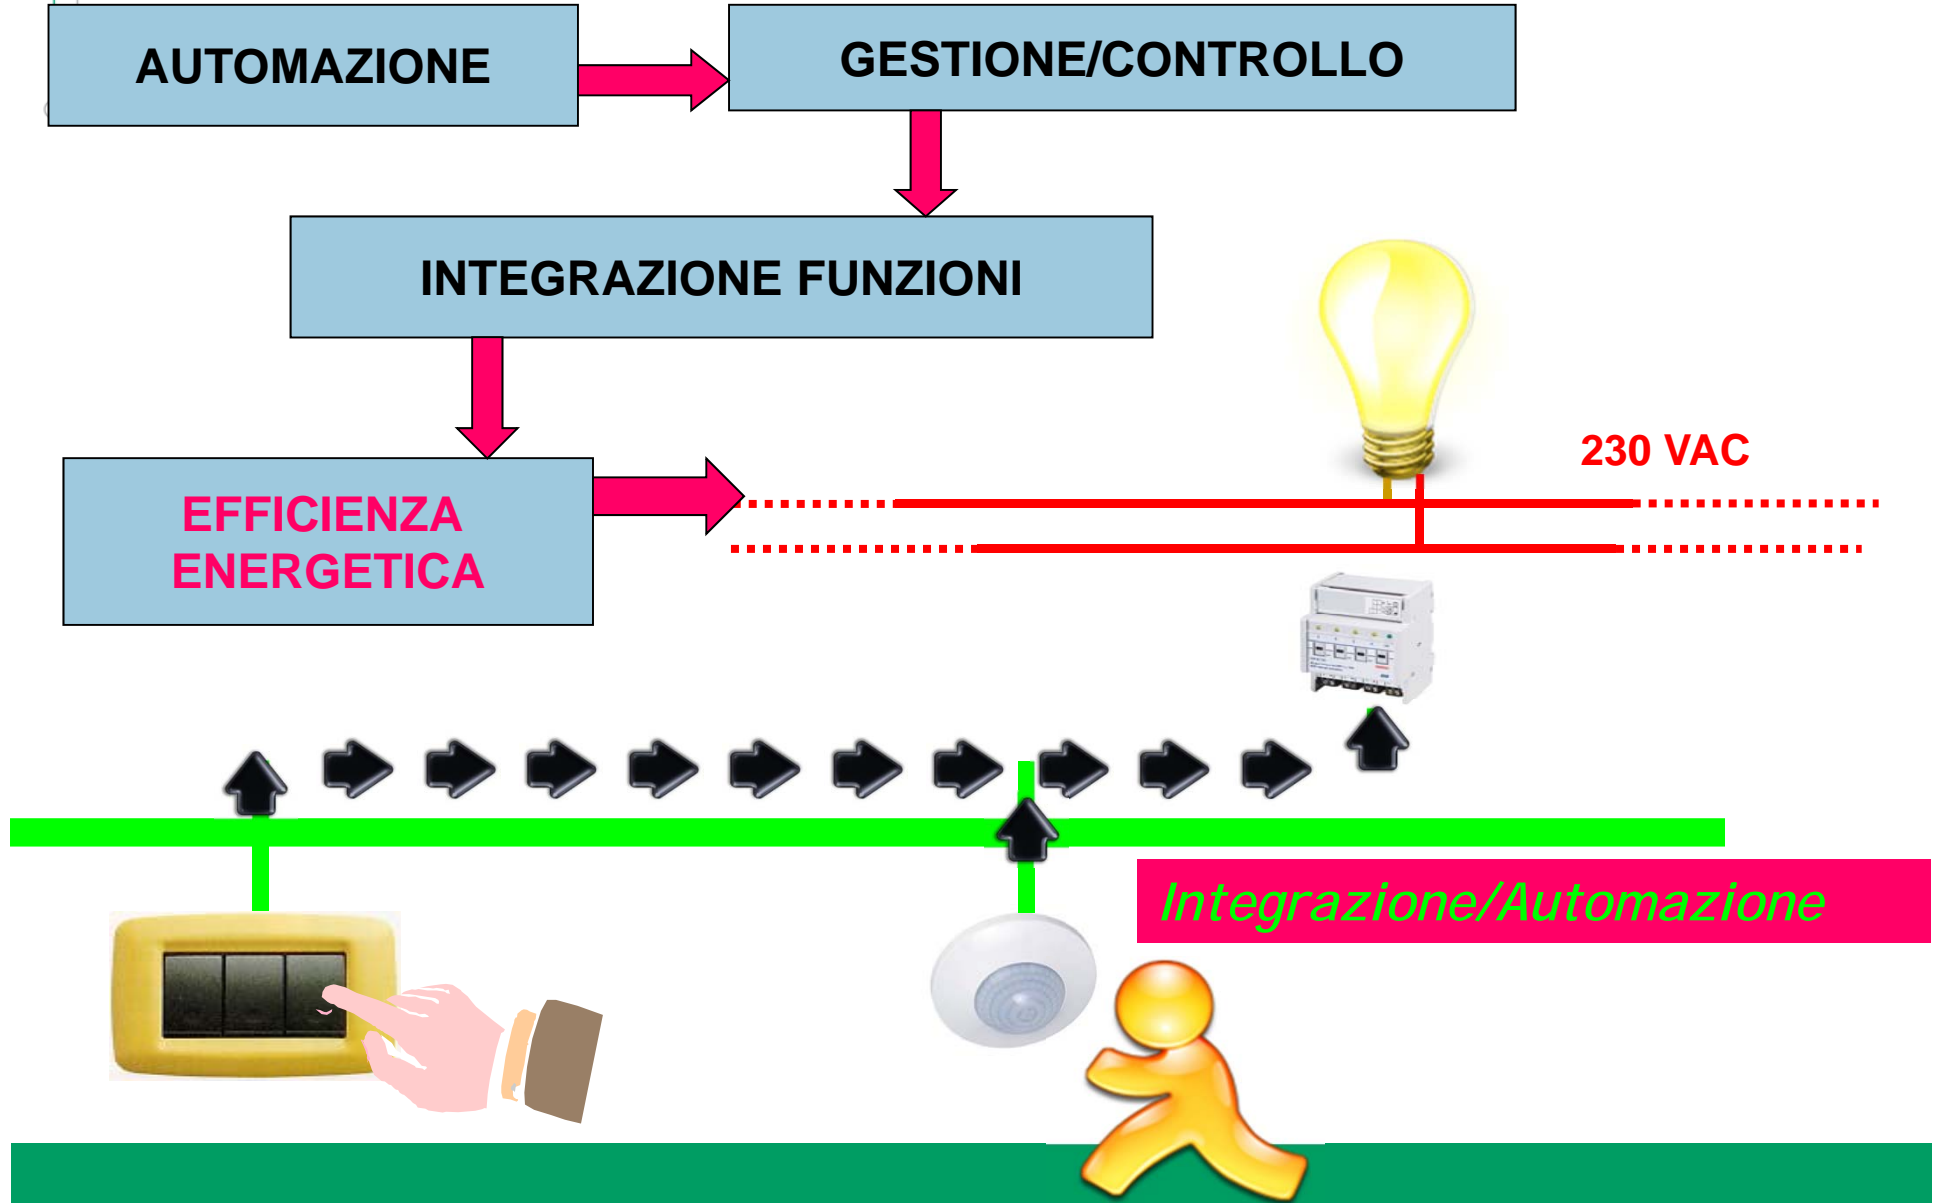 AUTOMAZIONE
GESTIONE/CONTROLLO
INTEGRAZIONE FUNZIONI
230 VAC
EFFICIENZA
ENERGETICA
Integrazione/Automazione